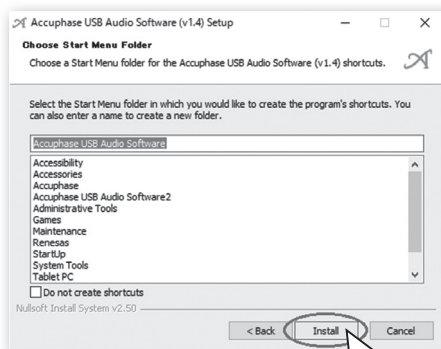 Accuphase USB Audio Software (v1.4) Setup
Choose Start Menu Folder
Choose a Start Menu folder for the Accuphase USB Audio Software (v1.4) shortcuts.
Select the Start Menu folder in which you would like to create the program's shortcuts. You
can also enter a name to create a new folder.
Accuphase USB Audio Software
Accessibility
Accessories
Accuphase
Accuphase USB Audio Software2
Administrative Tools
Games
Maintenance
Renesas
StartUp
System Tools
Tablet PC
Do not create shortcuts
Nullsoft Install System v2.50
< Back Install Cancel